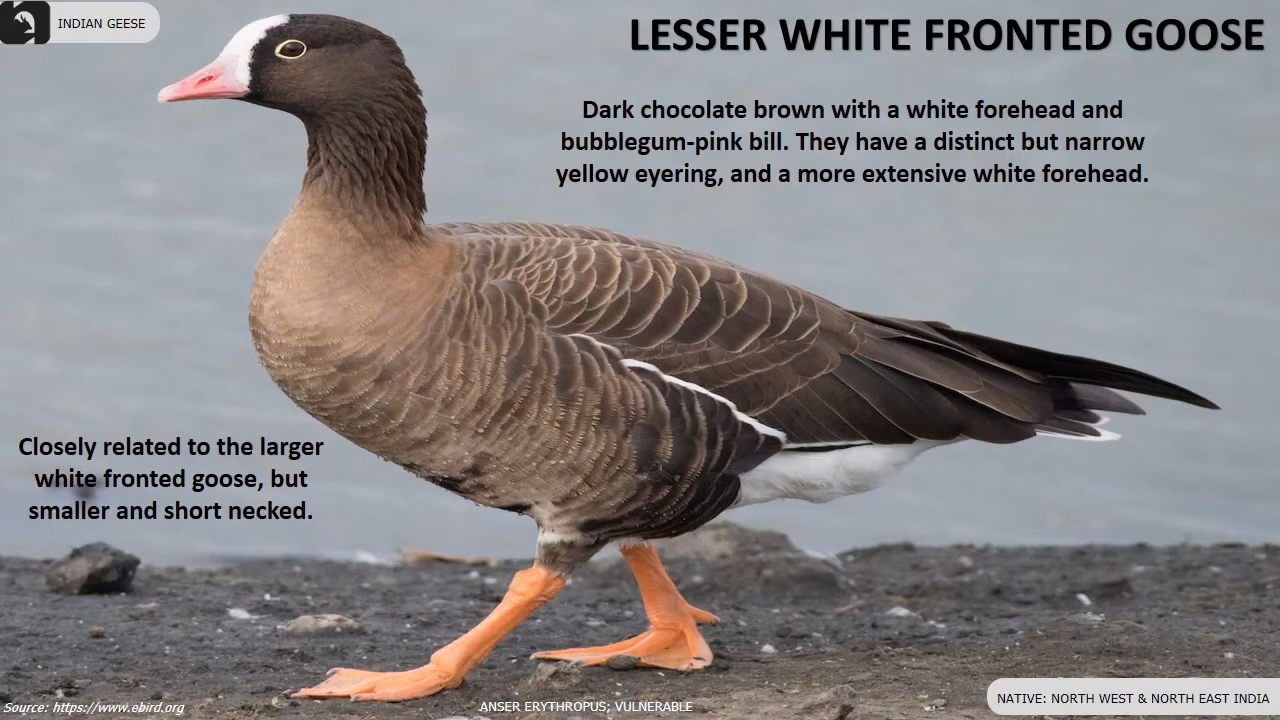 INDIAN GEESE
LESSER WHITE FRONTED GOOSE
Dark chocolate brown with a white forehead and
bubblegum-pink bill. They have a distinct but narrow
yellow eyering, and a more extensive white forehead.
Closely related to the larger
white fronted goose, but
smaller and short necked.
Source: https://www.ebird.org
ANSER ERYTHROPUS; VULNERABLE
NATIVE: NORTH WEST & NORTH EAST INDIA